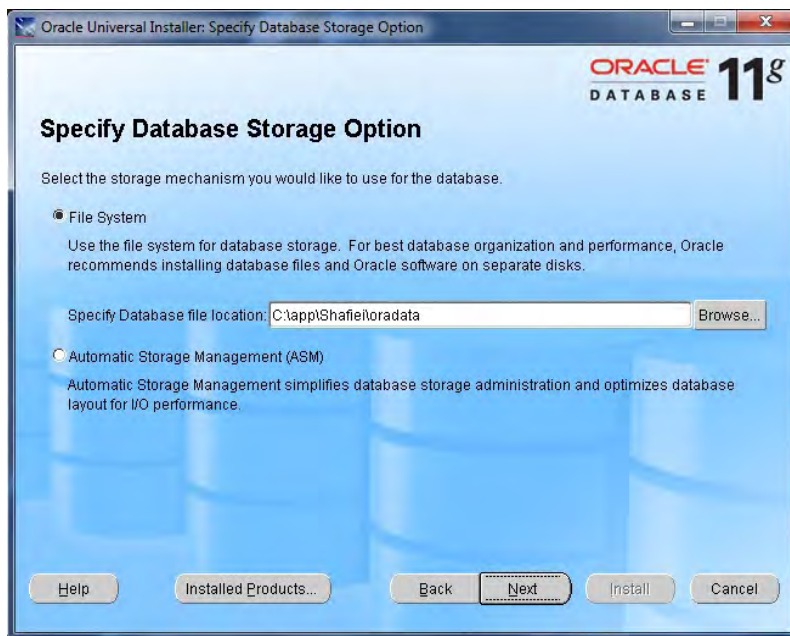 Oracle Universal Installer: Specify Database Storage Option
ORACLE 11g
DATABASE
Specify Database Storage Option
Select the storage mechanism you would like to use for the database.
File System
Use the file system for database storage. For best database organization and performance, Oracle
recommends installing database files and Oracle software on separate disks.
Specify Database file location: C:\app\Shafiei\oradata Browse...
Automatic Storage Management (ASM)
Automatic Storage Management simplifies database storage administration and optimizes database
layout for I/O performance.
Help Installed Products... Back Next Install Cancel